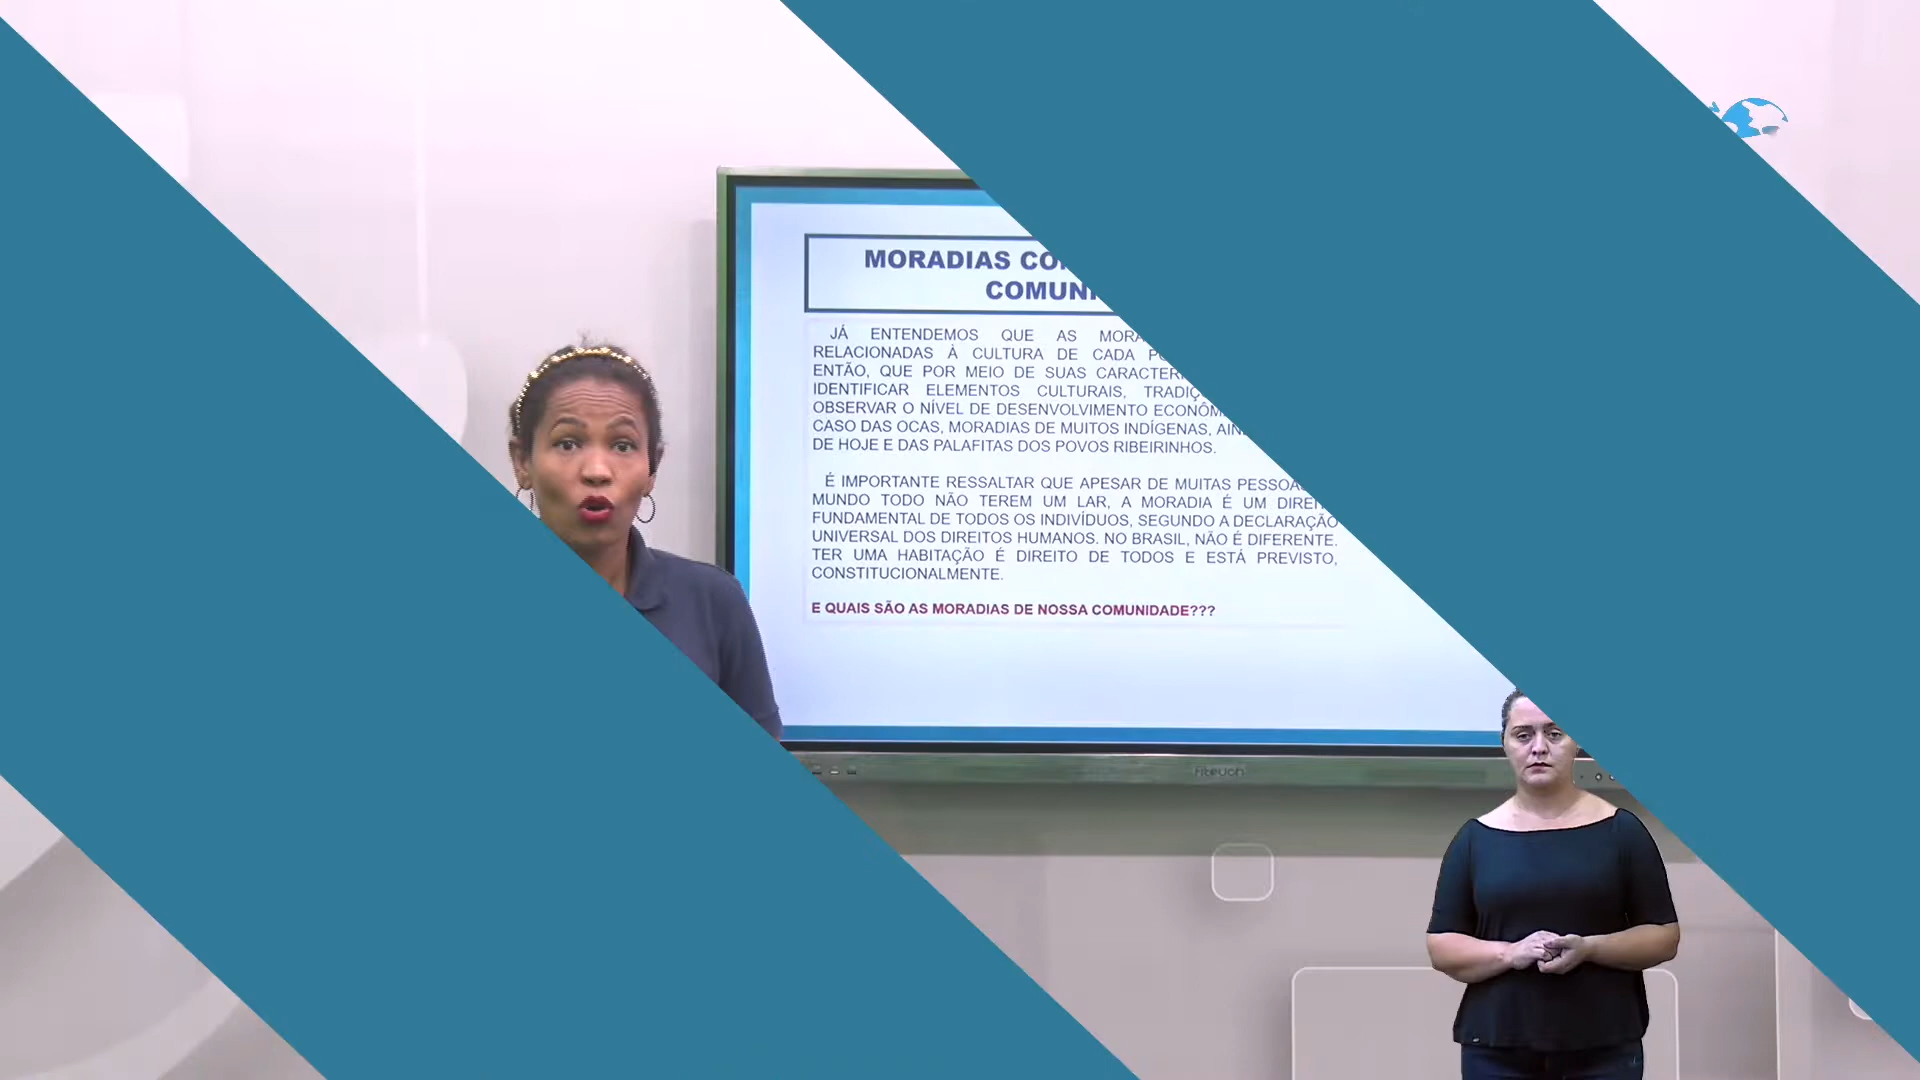 MORADIAS
COMUN
JÁ ENTENDEMOS QUE AS MORA
RELACIONADAS À CULTURA DE CADA
ENTÃO, QUE POR MEIO DE SUAS CARACTER
IDENTIFICAR ELEMENTOS CULTURAIS, TRADIÇ
OBSERVAR O NÍVEL DE DESENVOLVIMENTO ECONÔM
CASO DAS OCAS, MORADIAS DE MUITOS INDÍGENAS, AIN
DE HOJE E DAS PALAFITAS DOS POVOS RIBEIRINHOS.
É IMPORTANTE RESSALTAR QUE APESAR DE MUITAS PESSOA
MUNDO TODO NÃO TEREM UM LAR, A MORADIA É UM DIREI
FUNDAMENTAL DE TODOS OS INDIVÍDUOS, SEGUNDO A DECLARAÇÃO
UNIVERSAL DOS DIREITOS HUMANOS. NO BRASIL, NÃO É DIFERENTE.
TER UMA HABITAÇÃO É DIREITO DE TODOS E ESTÁ PREVISTO,
CONSTITUCIONALMENTE.
E QUAIS SÃO AS MORADIAS DE NOSSA COMUNIDADE???